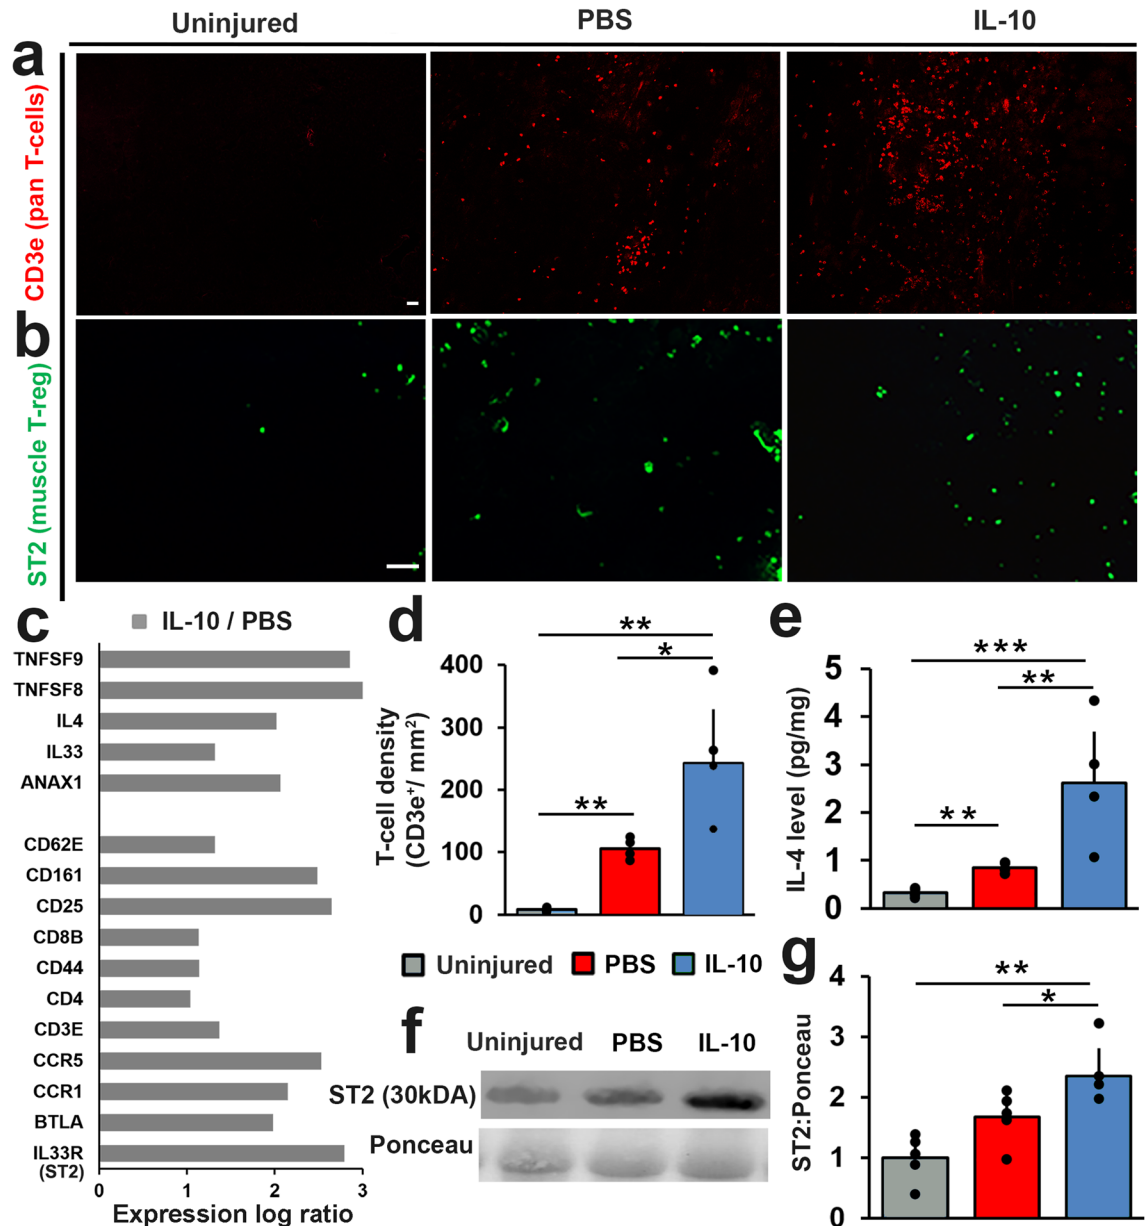 Uninjured PBS IL-10
a
CD3e (pan T-cells)
b
ST2 (muscle T-reg)
c
IL-10 / PBS
TNFSF9
TNFSF8
IL4
IL33
ANAX1
CD62E
CD161
CD25
CD8B
CD44
CD4
CD3E
CCR5
CCR1
BTLA
IL33R
(ST2)
0 1 2 3
Expression log ratio
d
**
*
**
400
300
200
100
0
T-cell density
(CD3e⁺/ mm²)
e
***
**
**
5
4
3
2
1
0
IL-4 level (pg/mg)
Uninjured PBS IL-10
f
Uninjured PBS IL-10
ST2 (30kDA)
Ponceau
g
**
*
4
3
2
1
0
ST2:Ponceau